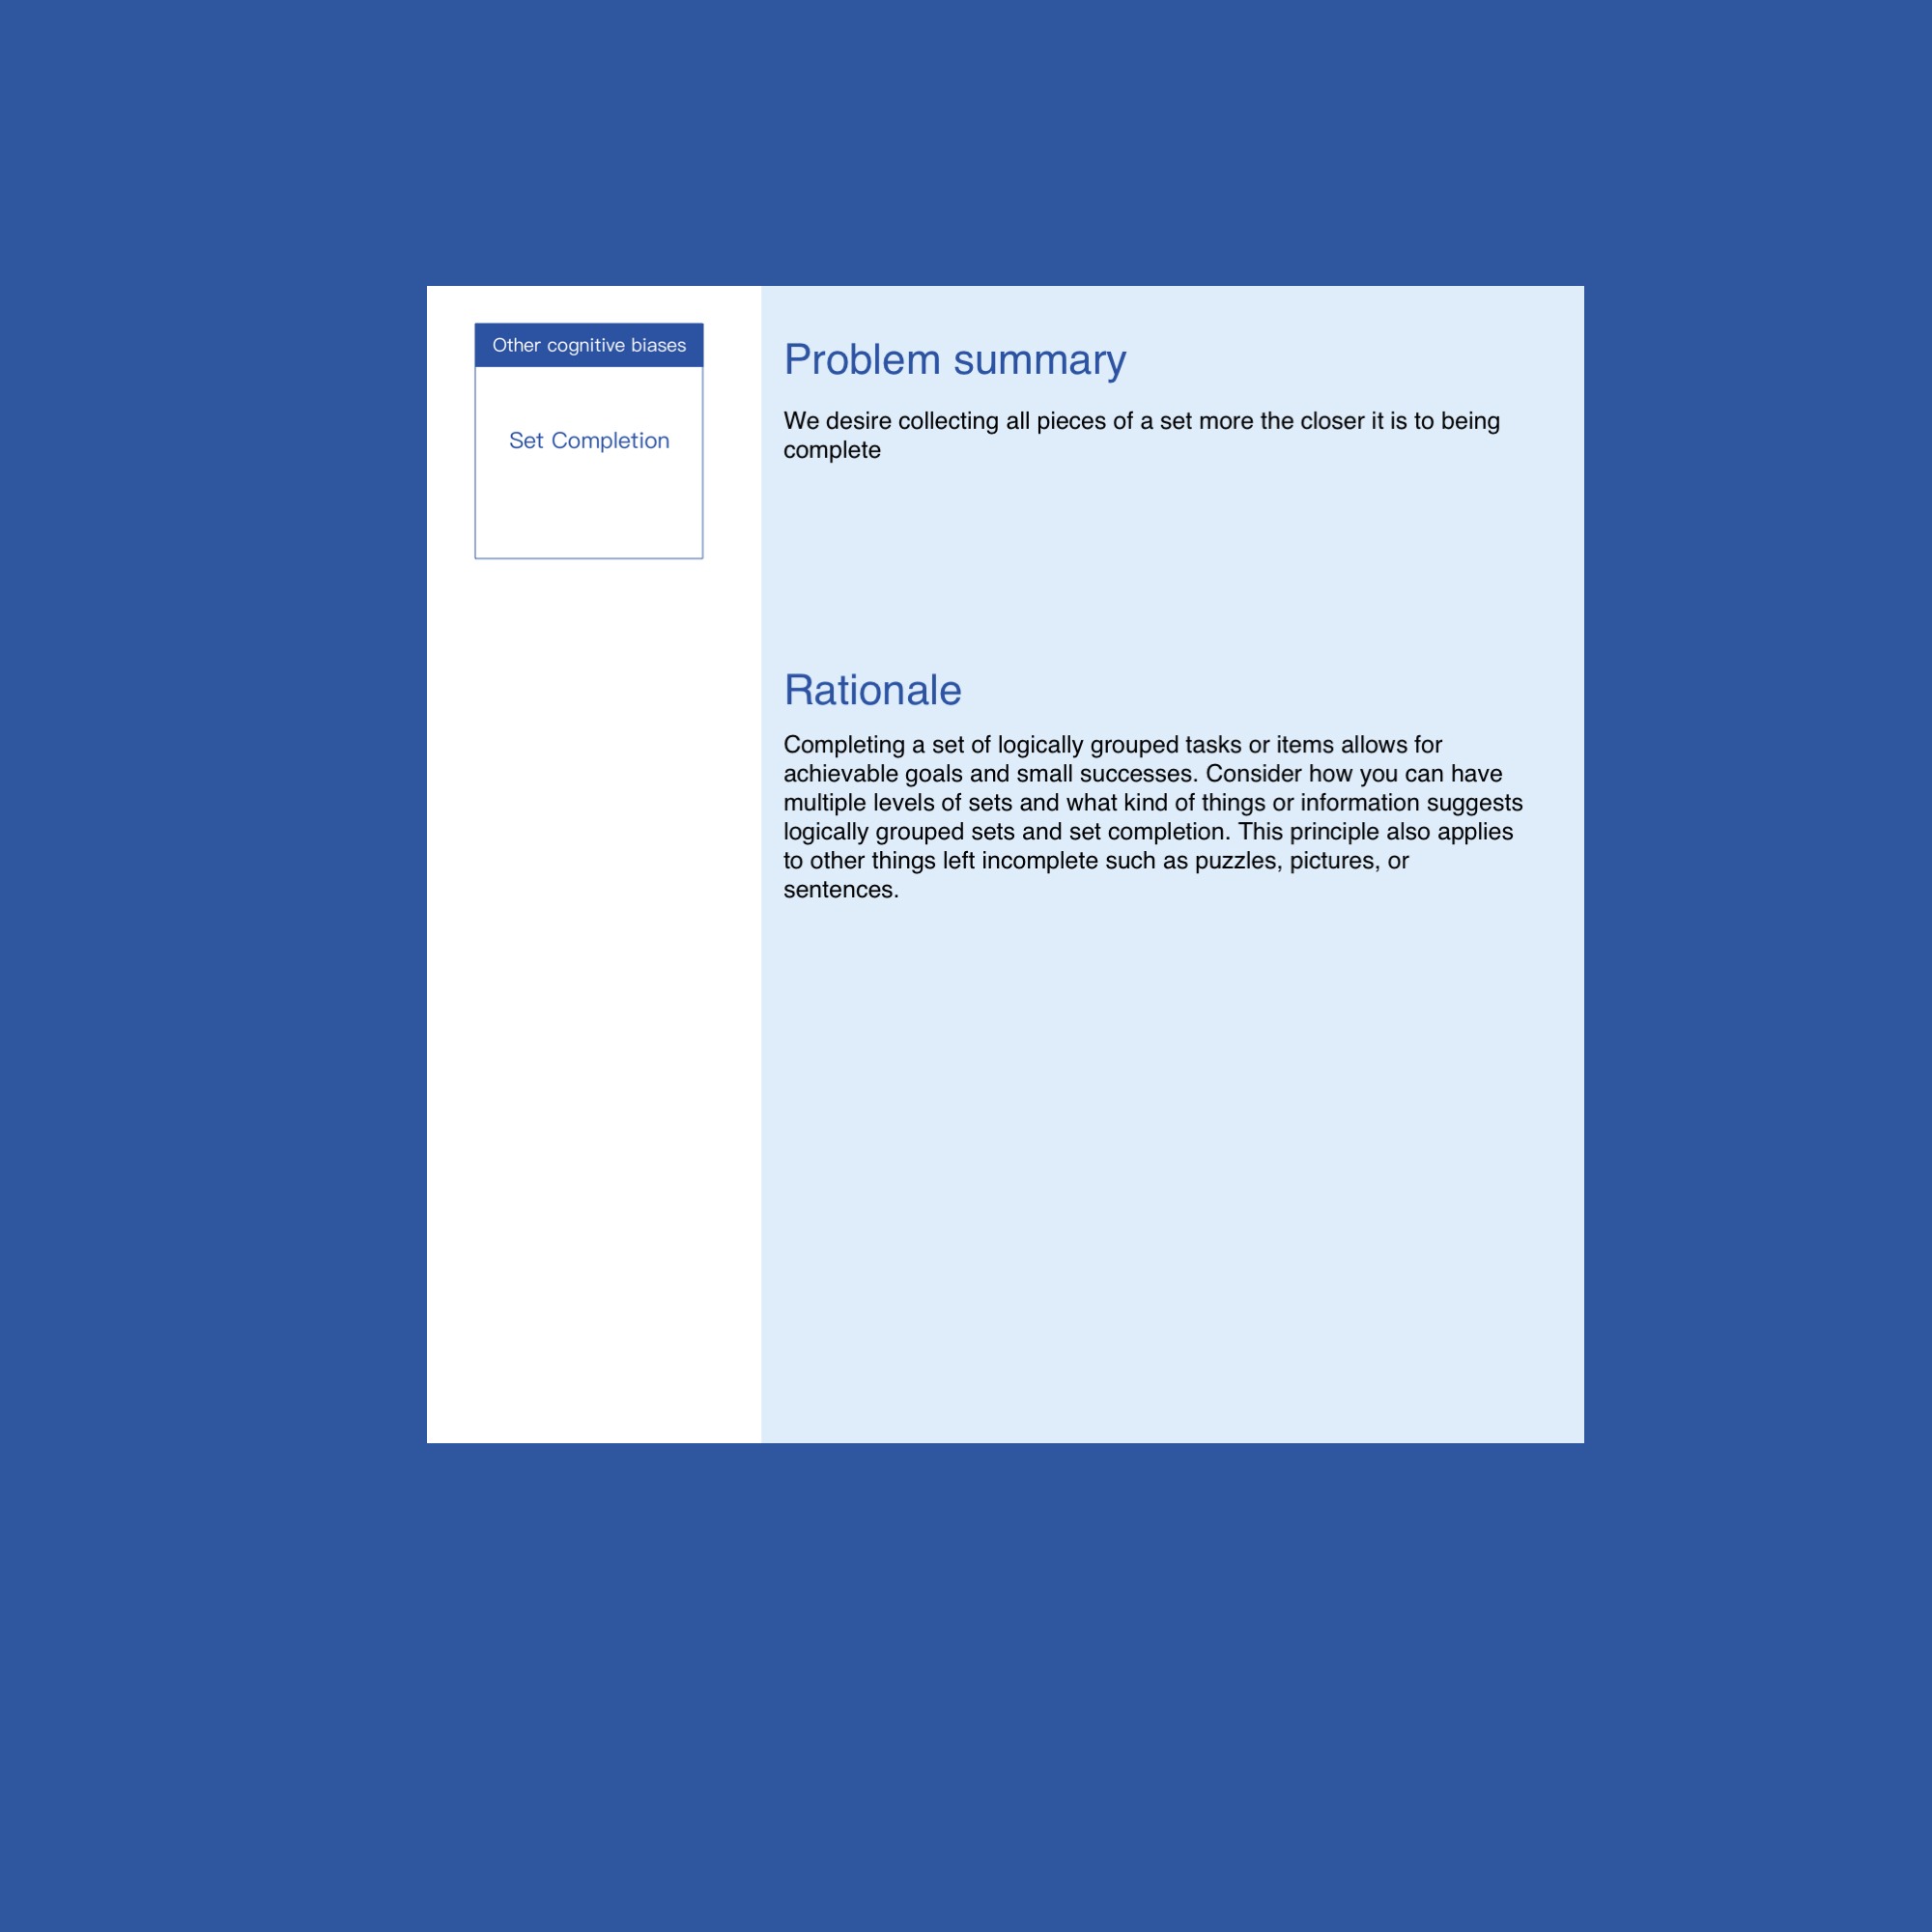 Other cognitive biases
Set Completion
Problem summary
We desire collecting all pieces of a set more the closer it is to being
complete
Rationale
Completing a set of logically grouped tasks or items allows for
achievable goals and small successes. Consider how you can have
multiple levels of sets and what kind of things or information suggests
logically grouped sets and set completion. This principle also applies
to other things left incomplete such as puzzles, pictures, or
sentences.